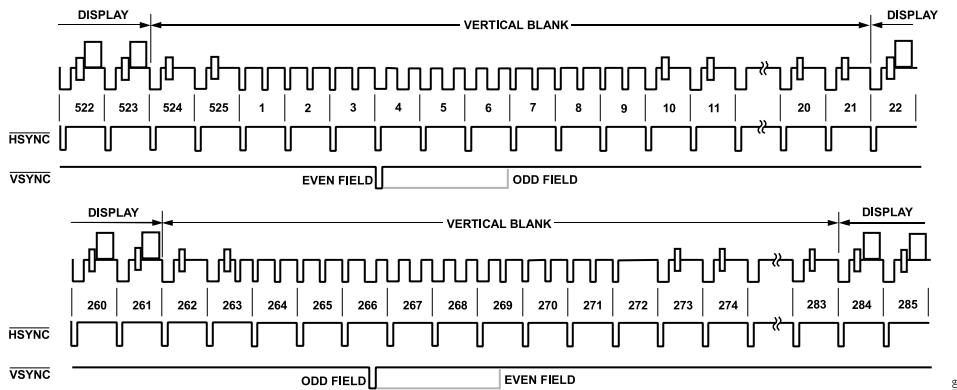 DISPLAY VERTICAL BLANK DISPLAY
522 523 524 525 1 2 3 4 5 6 7 8 9 10 11 20 21 22
HSYNC
VSYNC
EVEN FIELD ODD FIELD
DISPLAY VERTICAL BLANK DISPLAY
260 261 262 263 264 265 266 267 268 269 270 271 272 273 274 283 284 285
HSYNC
VSYNC
ODD FIELD EVEN FIELD